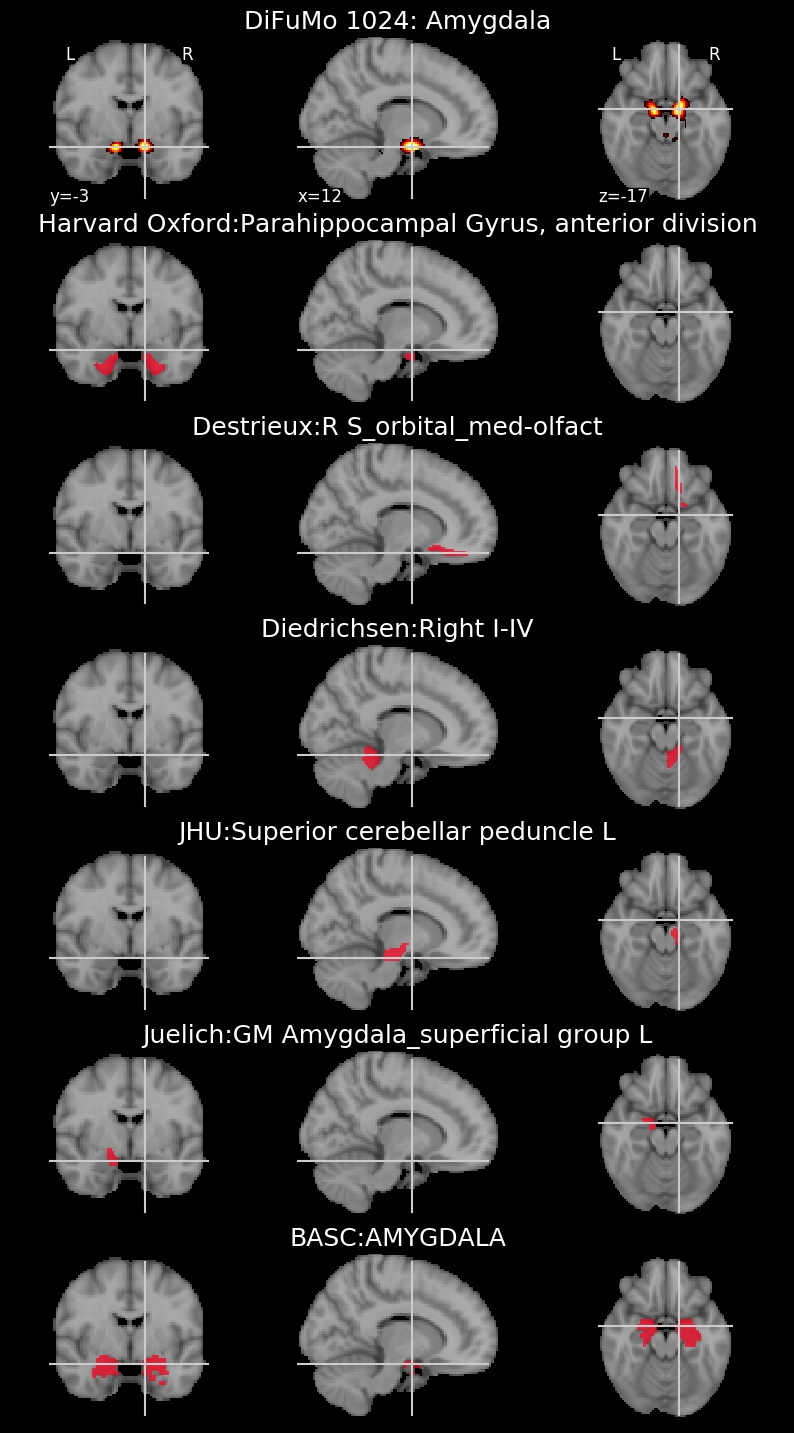 DiFuMo 1024: Amygdala
L R L R
y=-3 x=12 z=-17
Harvard Oxford:Parahippocampal Gyrus, anterior division
Destrieux:R S_orbital_med-olfact
Diedrichsen:Right I-IV
JHU:Superior cerebellar peduncle L
Juelich:GM Amygdala_superficial group L
BASC:AMYGDALA